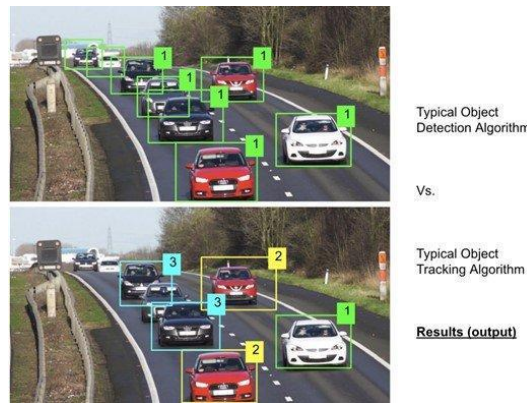 1
1
1
1
1
1
1
Typical Object
Detection Algorithm
Vs.
Typical Object
Tracking Algorithm
3
2
3
1
2
Results (output)